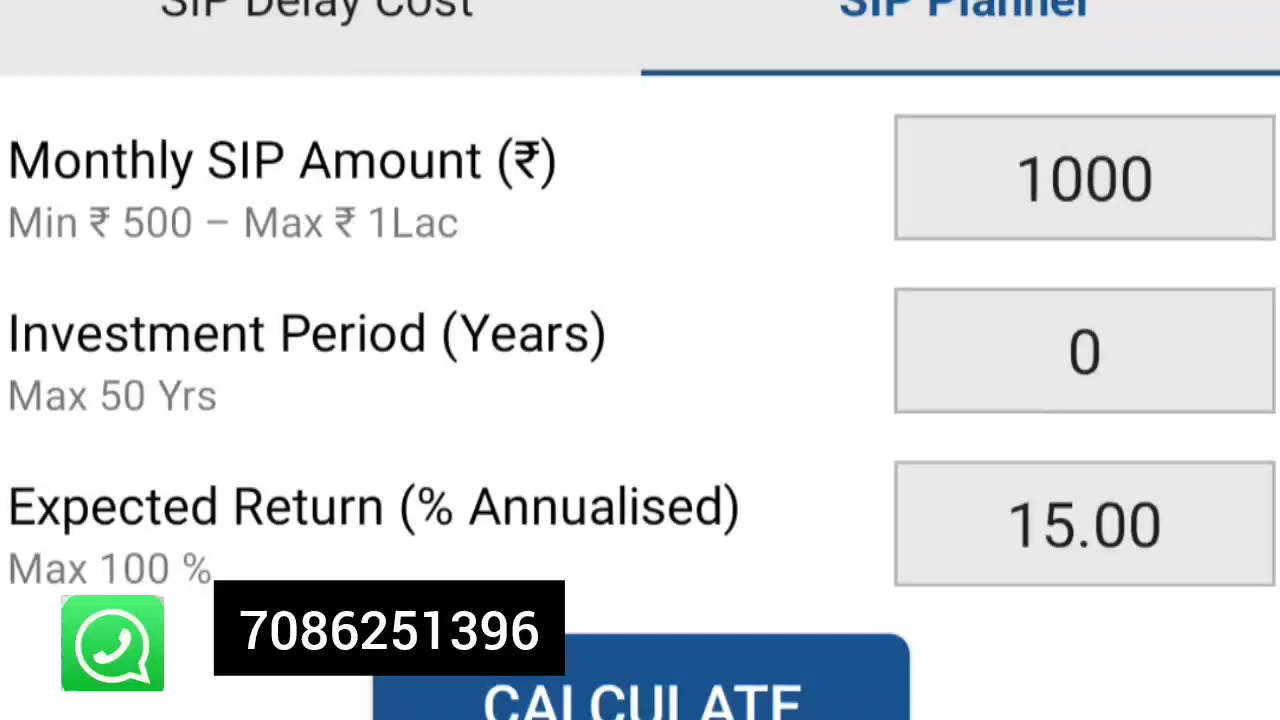 SIP Delay Cost
SIP Planner
Monthly SIP Amount (₹)
1000
Min ₹ 500 – Max ₹ 1Lac
Investment Period (Years)
0
Max 50 Yrs
Expected Return (% Annualised)
15.00
Max 100 %
7086251396
CALCULATE